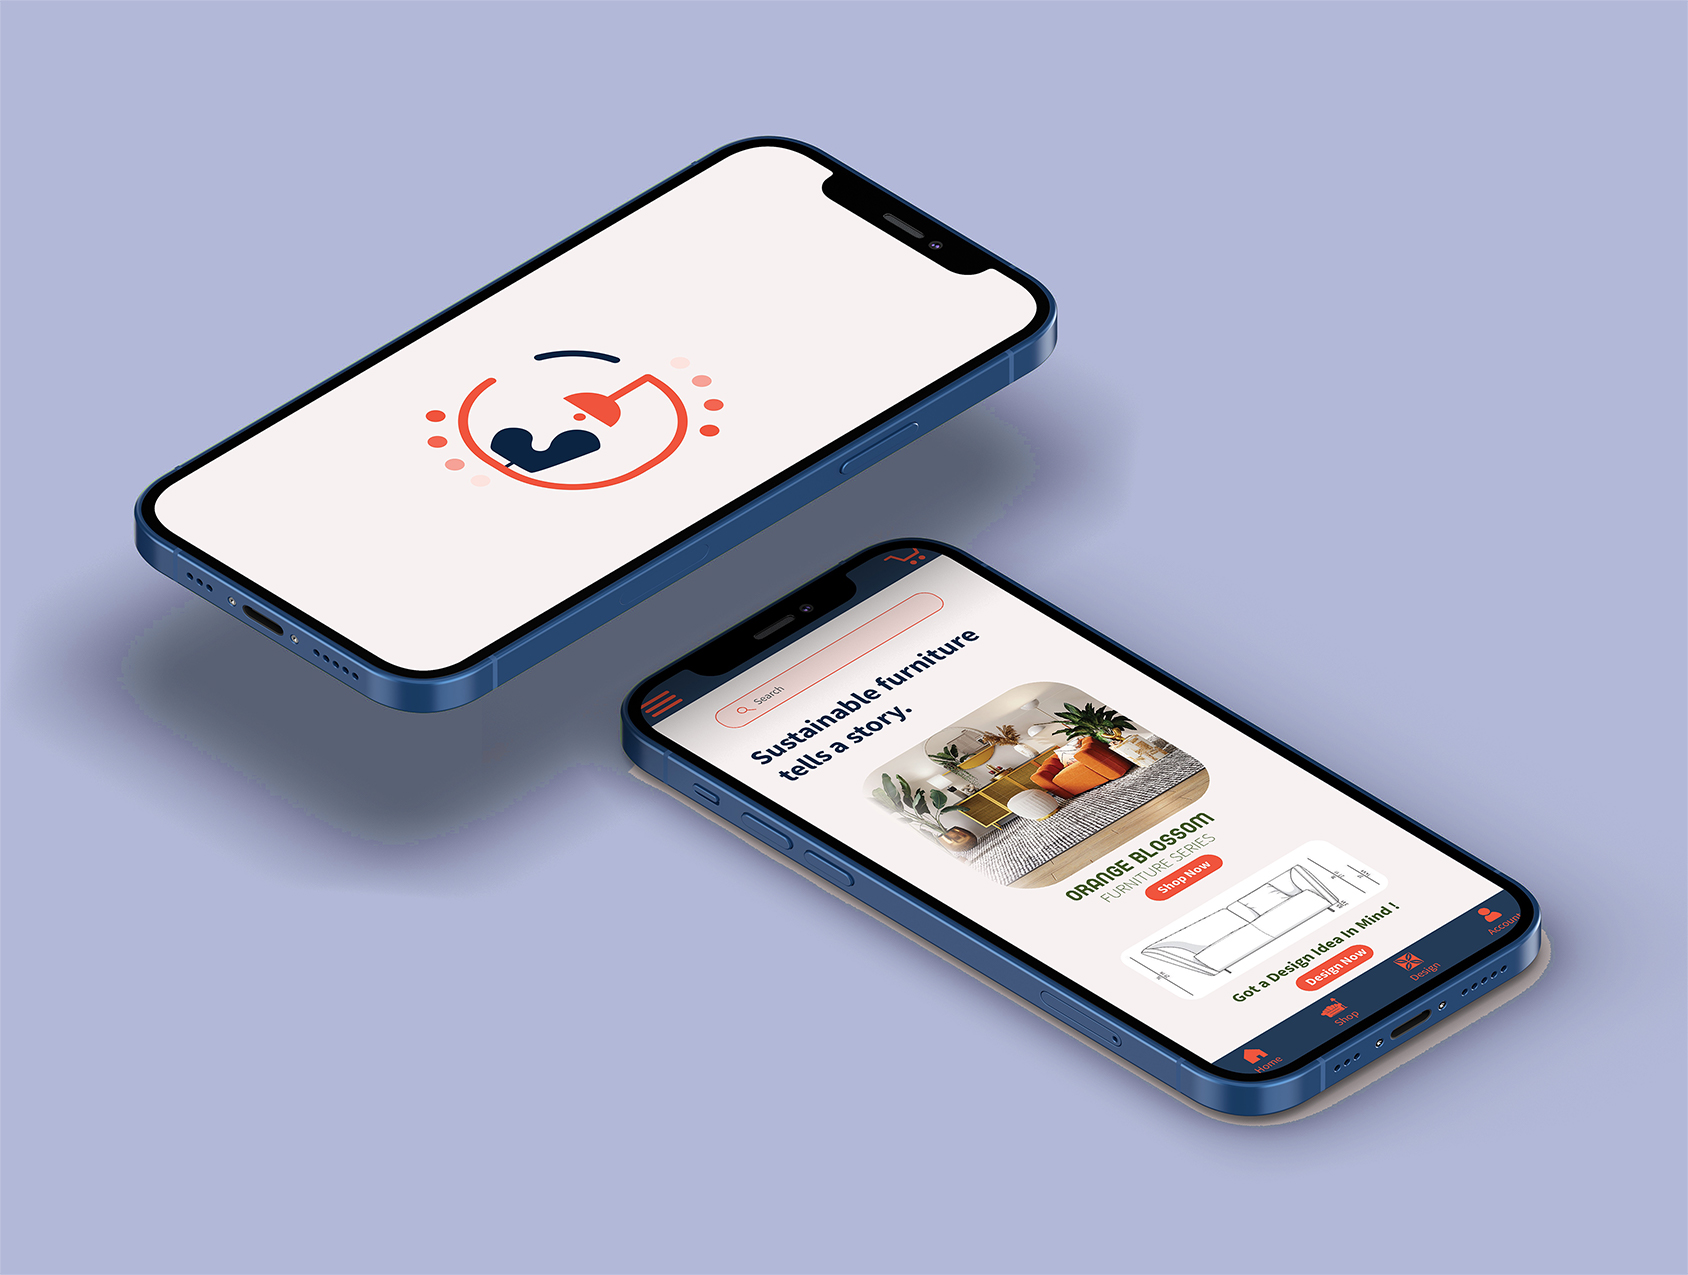 Search
Sustainable furniture
tells a story.
ORANGE BLOSSOM
FURNITURE SERIES
Shop Now
Got a Design Idea In Mind !
Design Now
Home
Shop
Design
Account